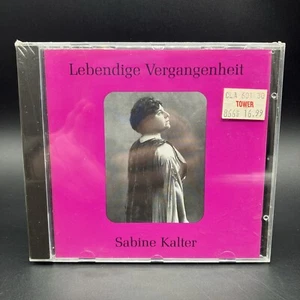 Lebendige Vergangenheit
TOWER
16.99
Sabine Kalter